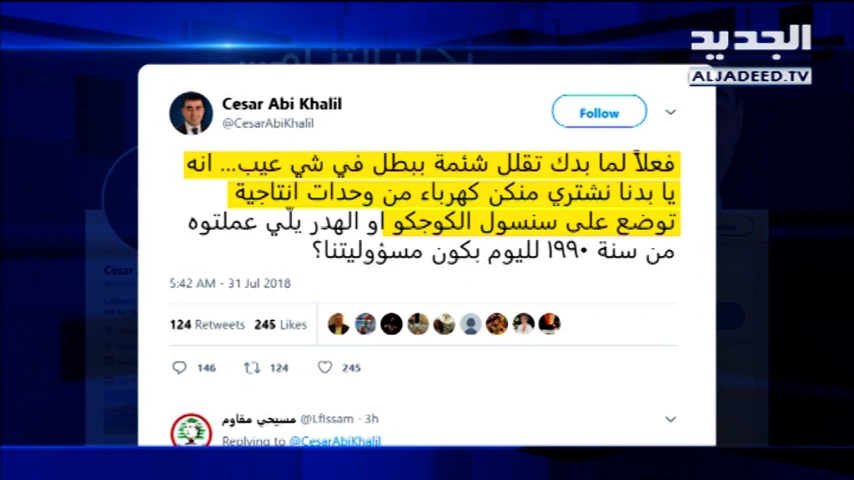 الجديد
ALJADEED.TV
Cesar Abi Khalil
@CesarAbiKhalil
Follow
فعلاً لما بدك تقلل شئمة ببطل في شي عيب... انه
يا بدنا نشتري منكن كهرباء من وحدات انتاجية
توضع على سنسول الكوجكو او الهدر يلّي عملتوه
من سنة ١٩٩٠ لليوم بكون مسؤوليتنا؟
5:42 AM - 31 Jul 2018
124 Retweets 245 Likes
146 124 245
مسيحي مقاوم @LfIssam · 3h
Replying to @CesarAbiKhalil